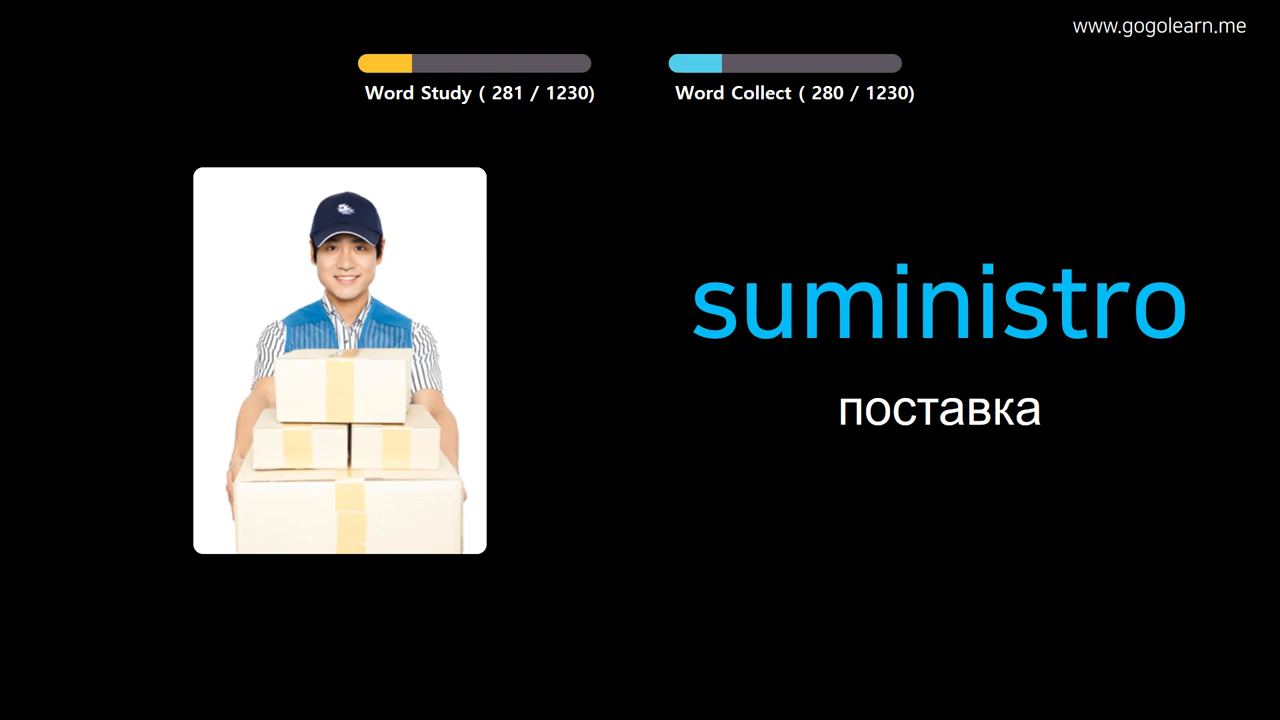 www.gogolearn.me
Word Study ( 281 / 1230)
Word Collect ( 280 / 1230)
suministro
поставка